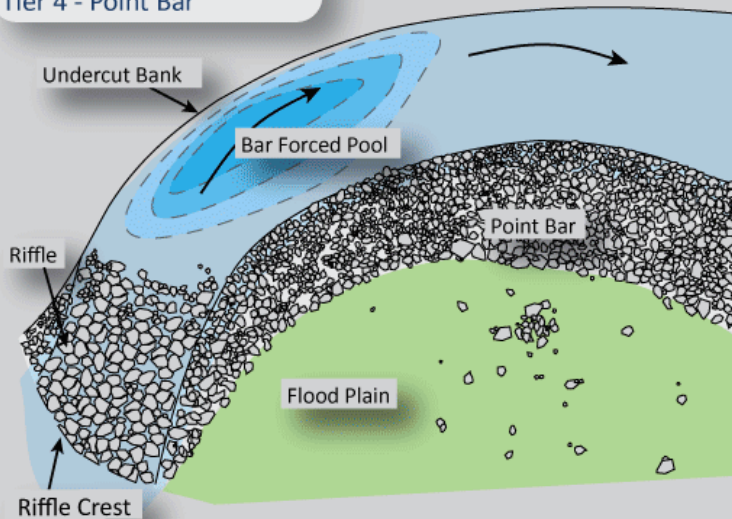 Tier 4 - Point Bar
Undercut Bank
Bar Forced Pool
Point Bar
Riffle
Flood Plain
Riffle Crest